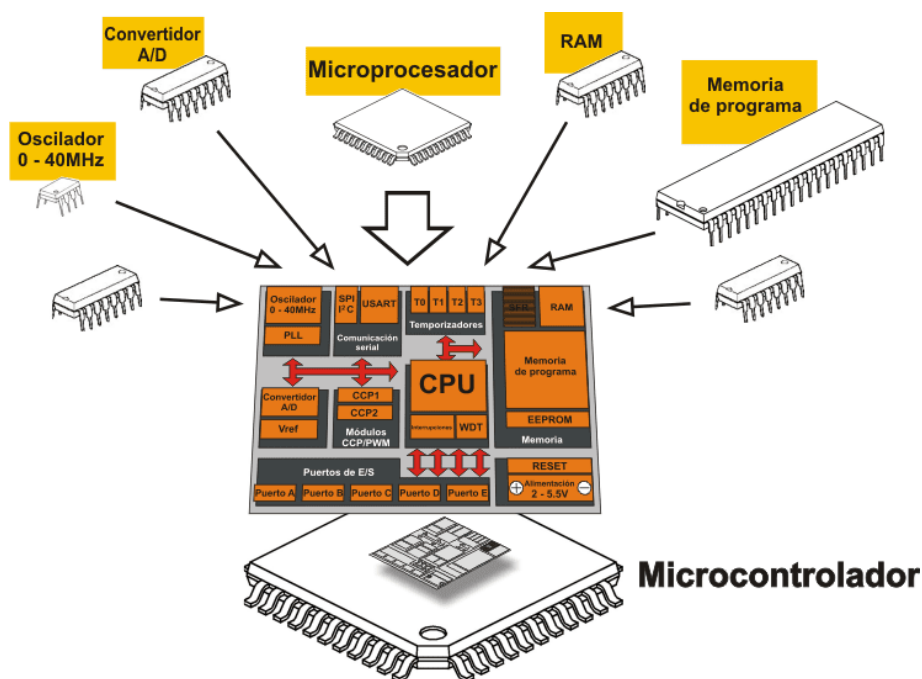 Convertidor
A/D
Microprocesador
RAM
Memoria
de programa
Oscilador
0 - 40MHz
Oscilador
0 - 40MHz
PLL
SPI
I²C
USART
Comunicación
serial
T0
T1
T2
T3
Temporizadores
SFR
RAM
Memoria
de programa
EEPROM
Memoria
CPU
Interrupciones
WDT
Convertidor
A/D
Vref
CCP1
CCP2
Módulos
CCP/PWM
Puertos de E/S
Puerto A
Puerto B
Puerto C
Puerto D
Puerto E
RESET
+
Alimentación
2 - 5.5V
−
Microcontrolador